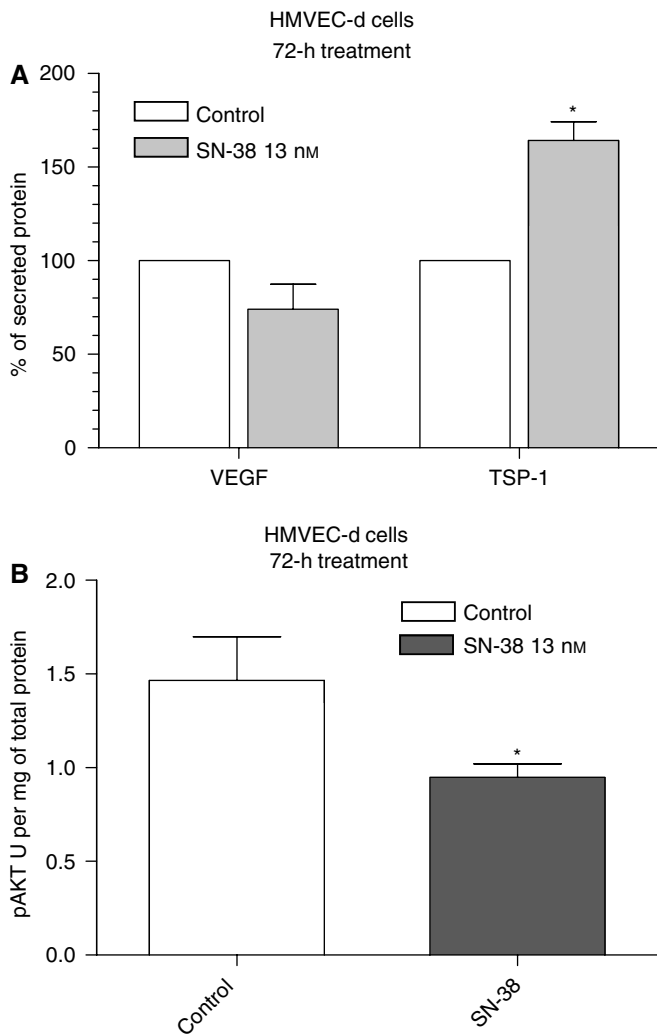 HMVEC-d cells
72-h treatment
A
200
150
100
50
0
% of secreted protein
Control
SN-38 13 nM
*
VEGF
TSP-1
HMVEC-d cells
72-h treatment
B
2.0
1.5
1.0
0.5
0.0
pAKT U per mg of total protein
Control
SN-38 13 nM
*
Control
SN-38